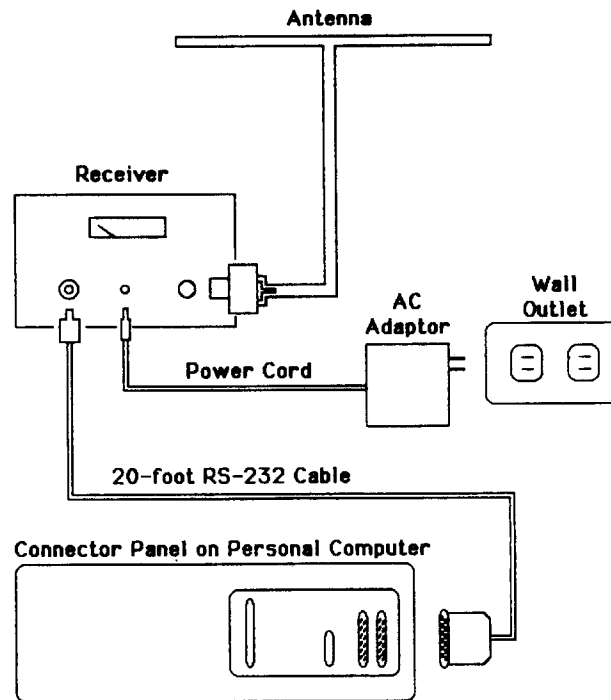 Antenna
Receiver
Wall
Outlet
AC
Adaptor
Power Cord
20-foot RS-232 Cable
Connector Panel on Personal Computer